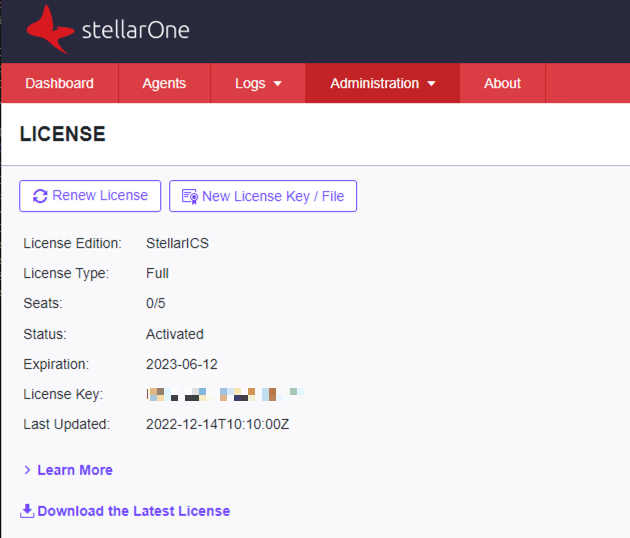 stellarOne
Dashboard Agents Logs Administration About
LICENSE
Renew License New License Key / File
License Edition: StellarICS
License Type: Full
Seats: 0/5
Status: Activated
Expiration: 2023-06-12
License Key:
Last Updated: 2022-12-14T10:10:00Z
> Learn More
Download the Latest License